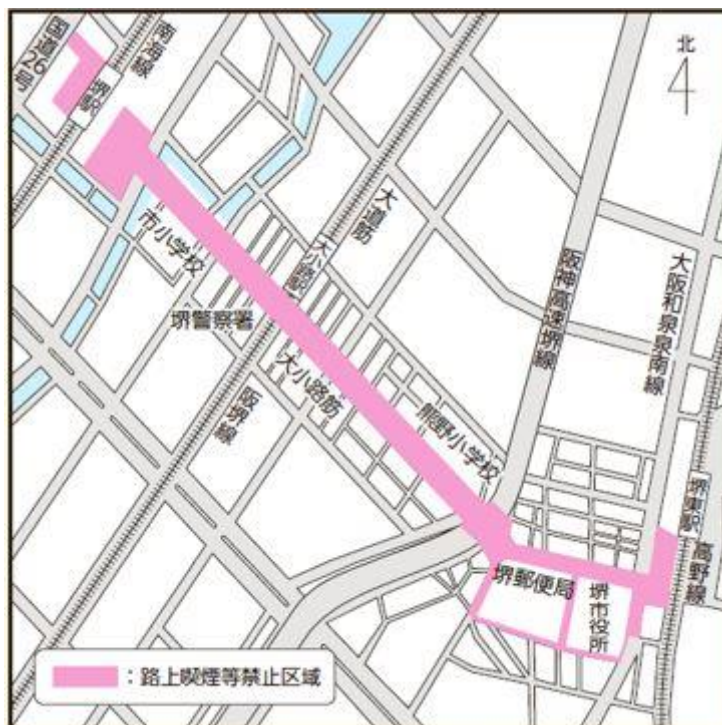 国道26号
堺駅
南海線
北
市小学校
堺警察署
大小路駅
大道筋
大小路筋
阪堺線
阪神高速堺線
大阪和泉泉南線
熊野小学校
堺東駅
高野線
堺郵便局
堺市役所
：路上喫煙等禁止区域